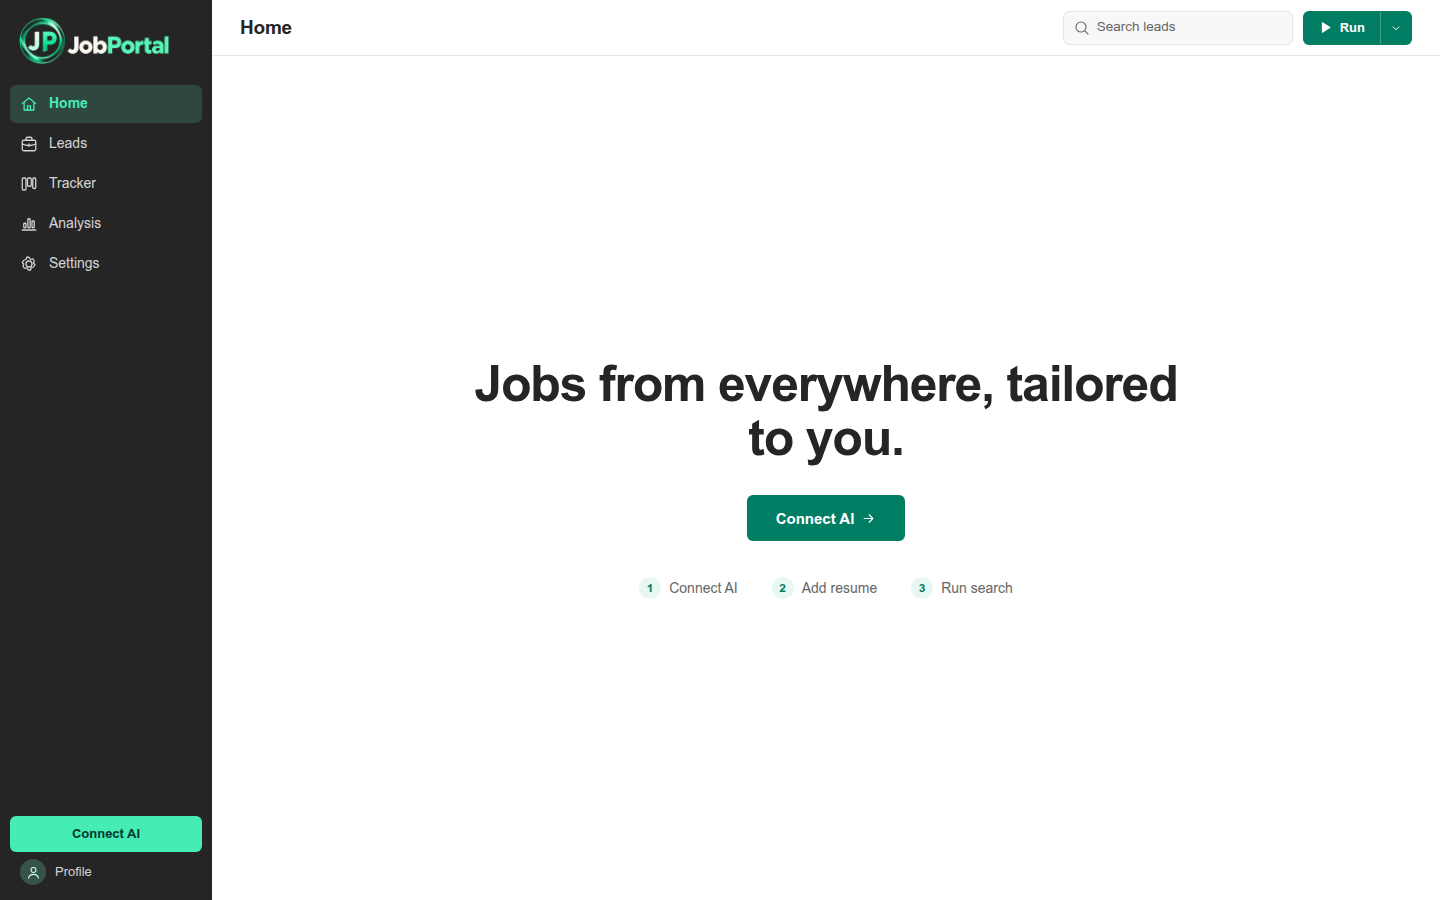 JP JobPortal
Home
Leads
Tracker
Analysis
Settings
Connect AI
Profile
Home
Search leads
Run
Jobs from everywhere, tailored
to you.
Connect AI →
1 Connect AI 2 Add resume 3 Run search